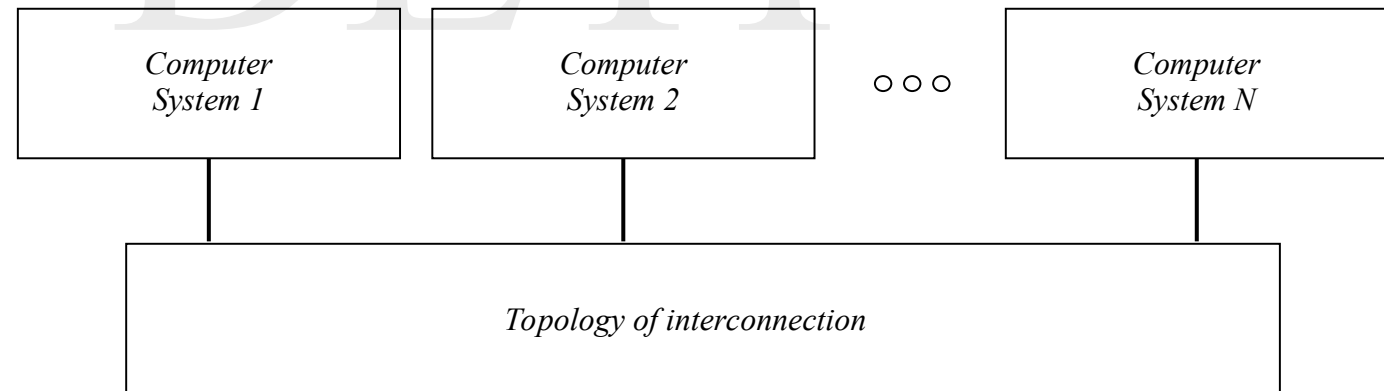 Computer
System 1
Computer
System 2
Computer
System N
Topology of interconnection